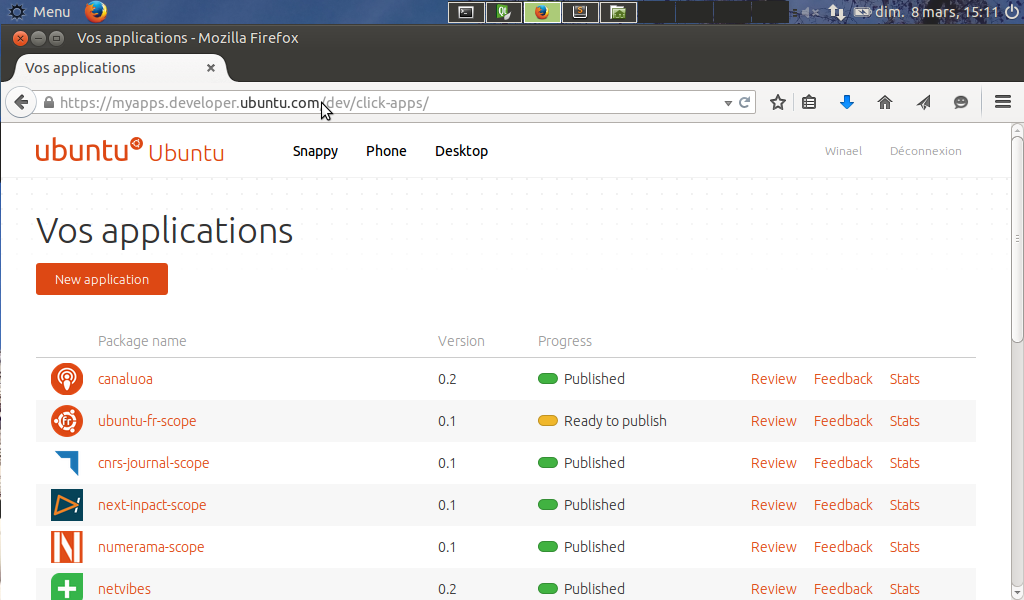 Menu dim. 8 mars, 15:11
Vos applications - Mozilla Firefox
Vos applications
https://myapps.developer.ubuntu.com/dev/click-apps/
ubuntu Ubuntu Snappy Phone Desktop Winael Déconnexion
Vos applications
New application
Package name Version Progress
canaluoa 0.2 Published Review Feedback Stats
ubuntu-fr-scope 0.1 Ready to publish Review Feedback Stats
cnrs-journal-scope 0.1 Published Review Feedback Stats
next-inpact-scope 0.1 Published Review Feedback Stats
numerama-scope 0.1 Published Review Feedback Stats
netvibes 0.2 Published Review Feedback Stats